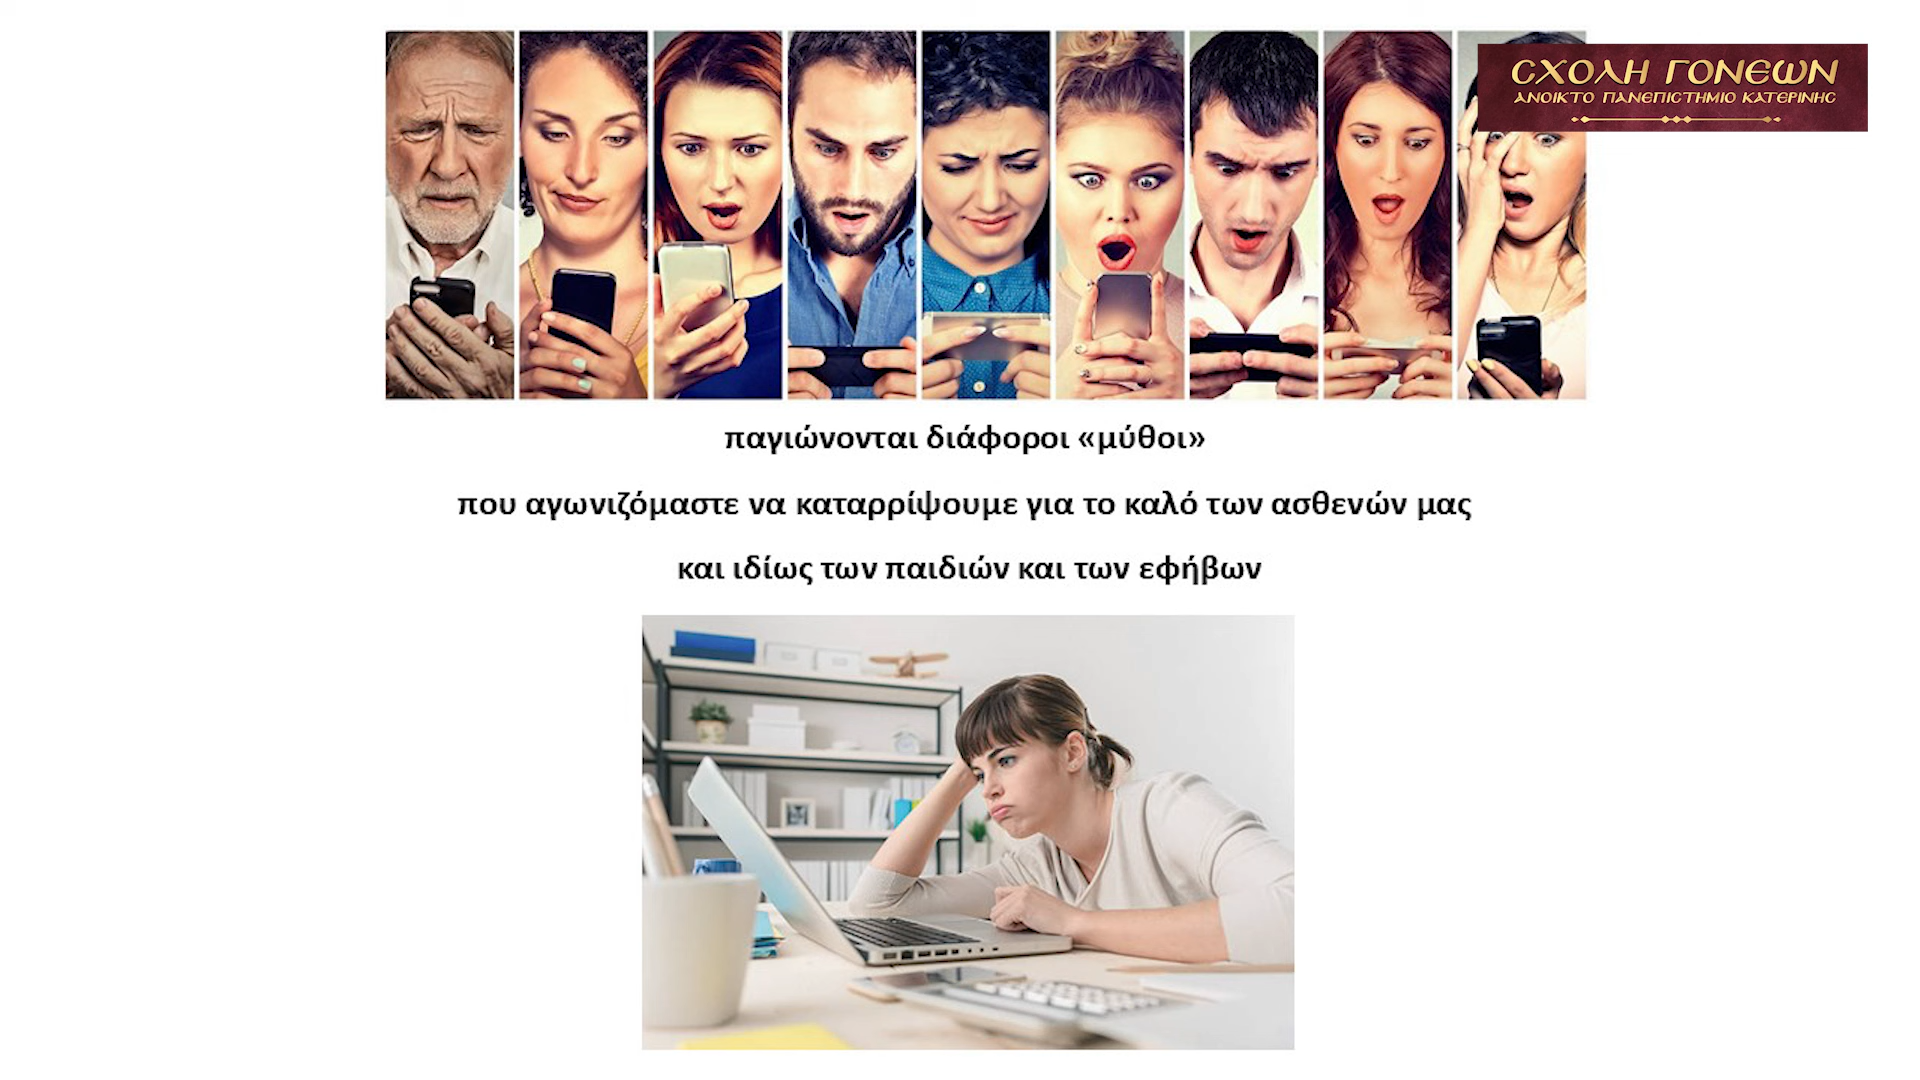 ΣΧΟΛΗ ΓΟΝΕΩΝ
ΑΝΟΙΚΤΟ ΠΑΝΕΠΙΣΤΗΜΙΟ ΚΑΤΕΡΙΝΗΣ
παγιώνονται διάφοροι «μύθοι»
που αγωνιζόμαστε να καταρρίψουμε για το καλό των ασθενών μας
και ιδίως των παιδιών και των εφήβων